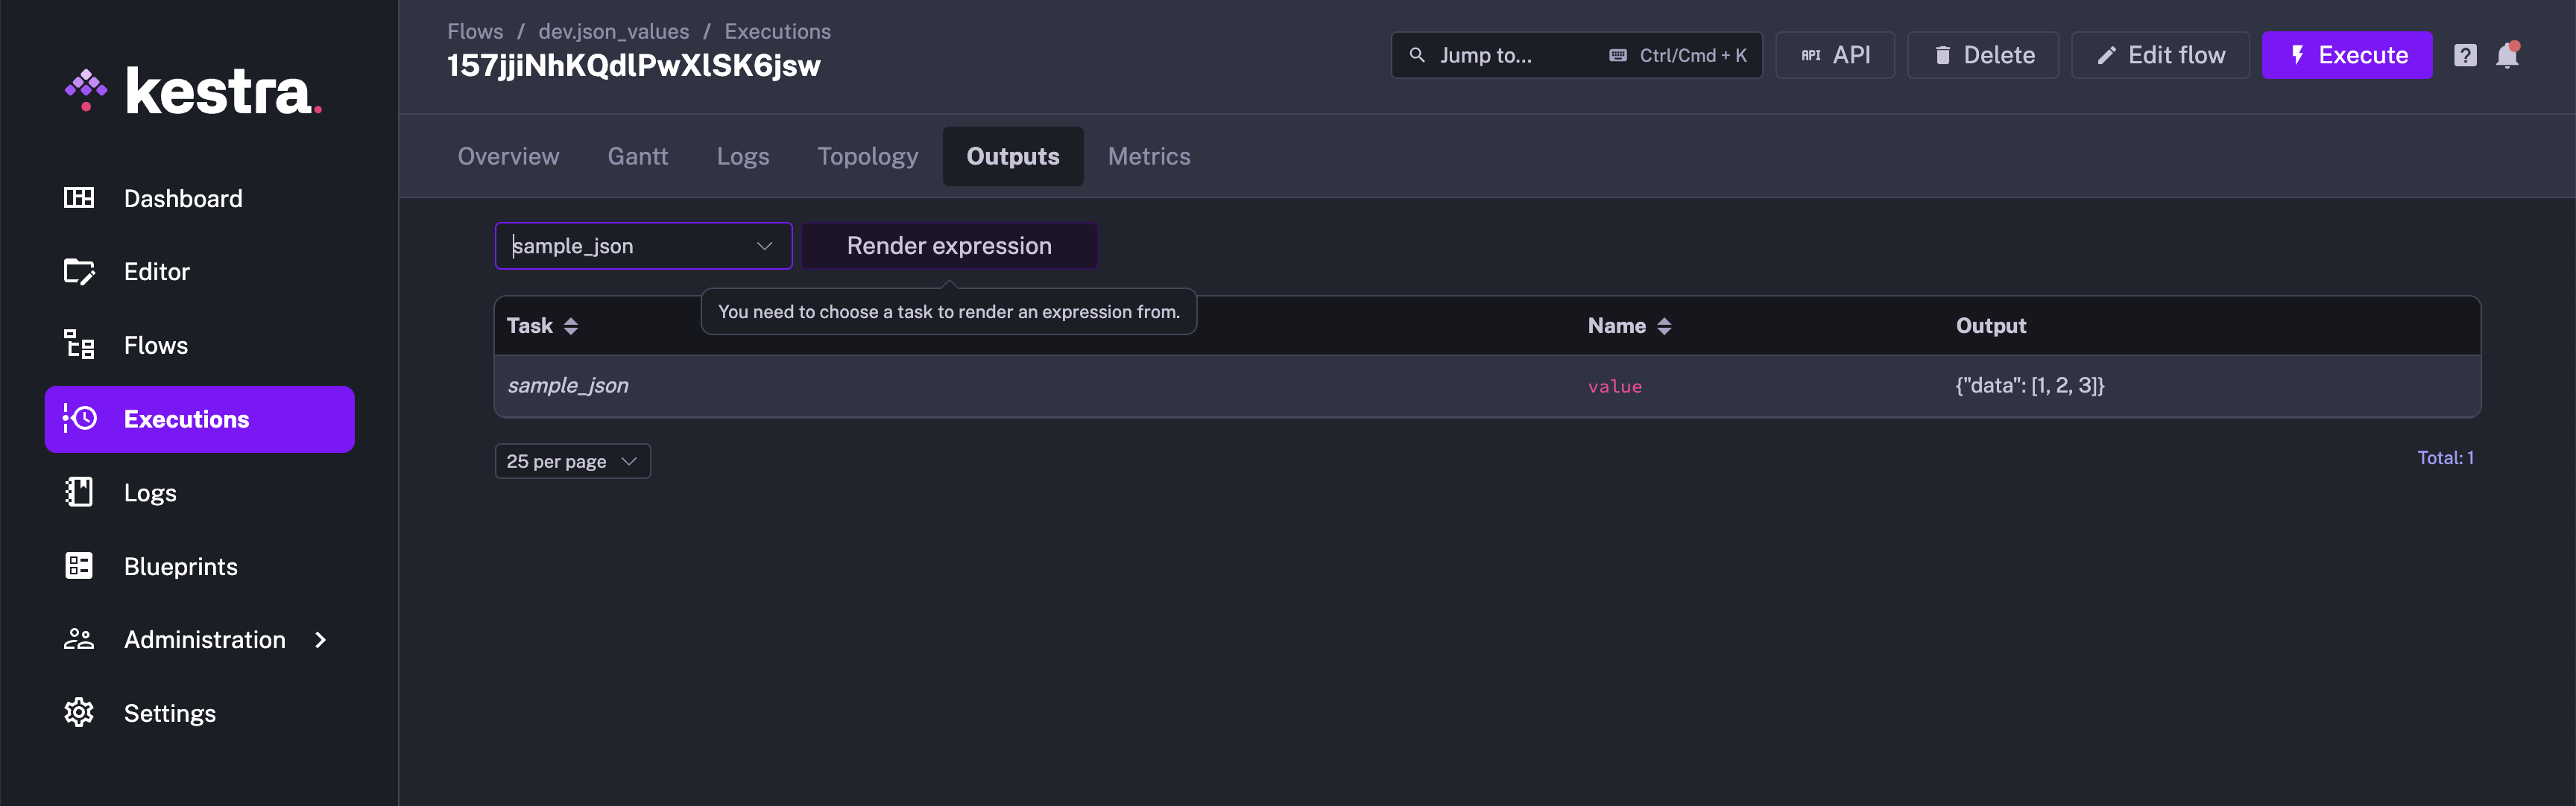 kestra.
Dashboard
Editor
Flows
Executions
Logs
Blueprints
Administration
Settings
Flows / dev.json_values / Executions
157jjiNhKQdlPwXlSK6jsw
Jump to... Ctrl/Cmd + K
API API
Delete
Edit flow
Execute
?
Overview Gantt Logs Topology Outputs Metrics
sample_json
Render expression
You need to choose a task to render an expression from.
Task Name Output
sample_json value {"data": [1, 2, 3]}
25 per page
Total: 1